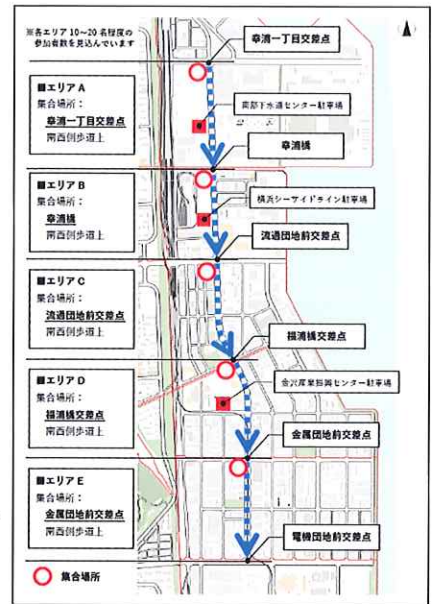 ※各エリア10～20名程度の
参加者数を見込んでいます
幸浦一丁目交差点
■エリアA
集合場所：
幸浦一丁目交差点
南西側歩道上
南部下水道センター駐車場
幸浦橋
■エリアB
集合場所：
幸浦橋
南西側歩道上
横浜シーサイドライン駐車場
流通団地前交差点
■エリアC
集合場所：
流通団地前交差点
南西側歩道上
福浦橋交差点
■エリアD
集合場所：
福浦橋交差点
南西側歩道上
金沢産業振興センター駐車場
金属団地前交差点
■エリアE
集合場所：
金属団地前交差点
南西側歩道上
電機団地前交差点
集合場所